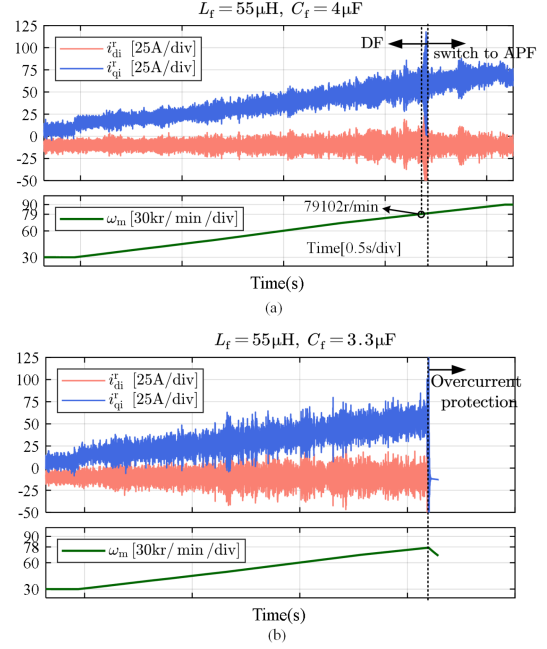 L_f = 55μH, C_f = 4μF
125
100
75
50
25
0
-25
-50
i^r_di [25A/div]
i^r_qi [25A/div]
DF
switch to APF
90
79
60
30
ω_m [30kr/min/div]
79102r/min
Time[0.5s/div]
Time(s)
(a)
L_f = 55μH, C_f = 3.3μF
125
100
75
50
25
0
-25
-50
i^r_di [25A/div]
i^r_qi [25A/div]
Overcurrent
protection
90
78
60
30
ω_m [30kr/min/div]
Time(s)
(b)